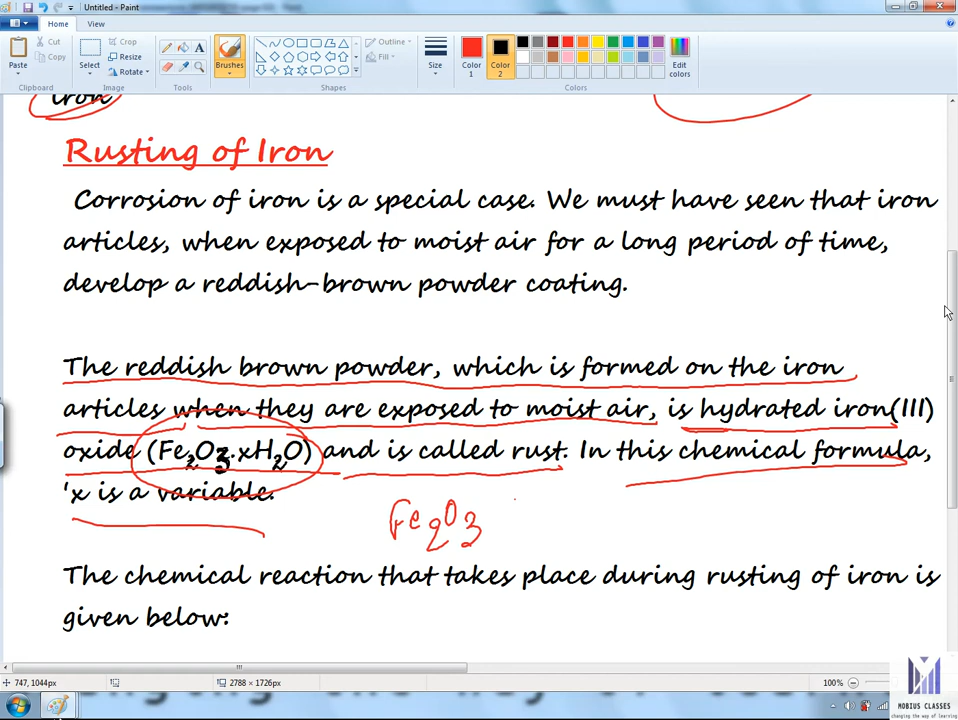 Untitled - Paint
Home View
Paste
Cut
Copy
Clipboard
Select
Crop
Resize
Rotate
Image
Tools
Brushes
Shapes
Outline
Fill
Size
Color 1
Color 2
Colors
Edit colors
iron
Rusting of Iron
Corrosion of iron is a special case. We must have seen that iron
articles, when exposed to moist air for a long period of time,
develop a reddish-brown powder coating.
The reddish brown powder, which is formed on the iron
articles when they are exposed to moist air, is hydrated iron(III)
oxide (Fe2O3.xH2O) and is called rust. In this chemical formula,
'x is a variable.
Fe2O3
The chemical reaction that takes place during rusting of iron is
given below:
747, 1044px
2788 × 1726px
100%
MOBIUS CLASSES